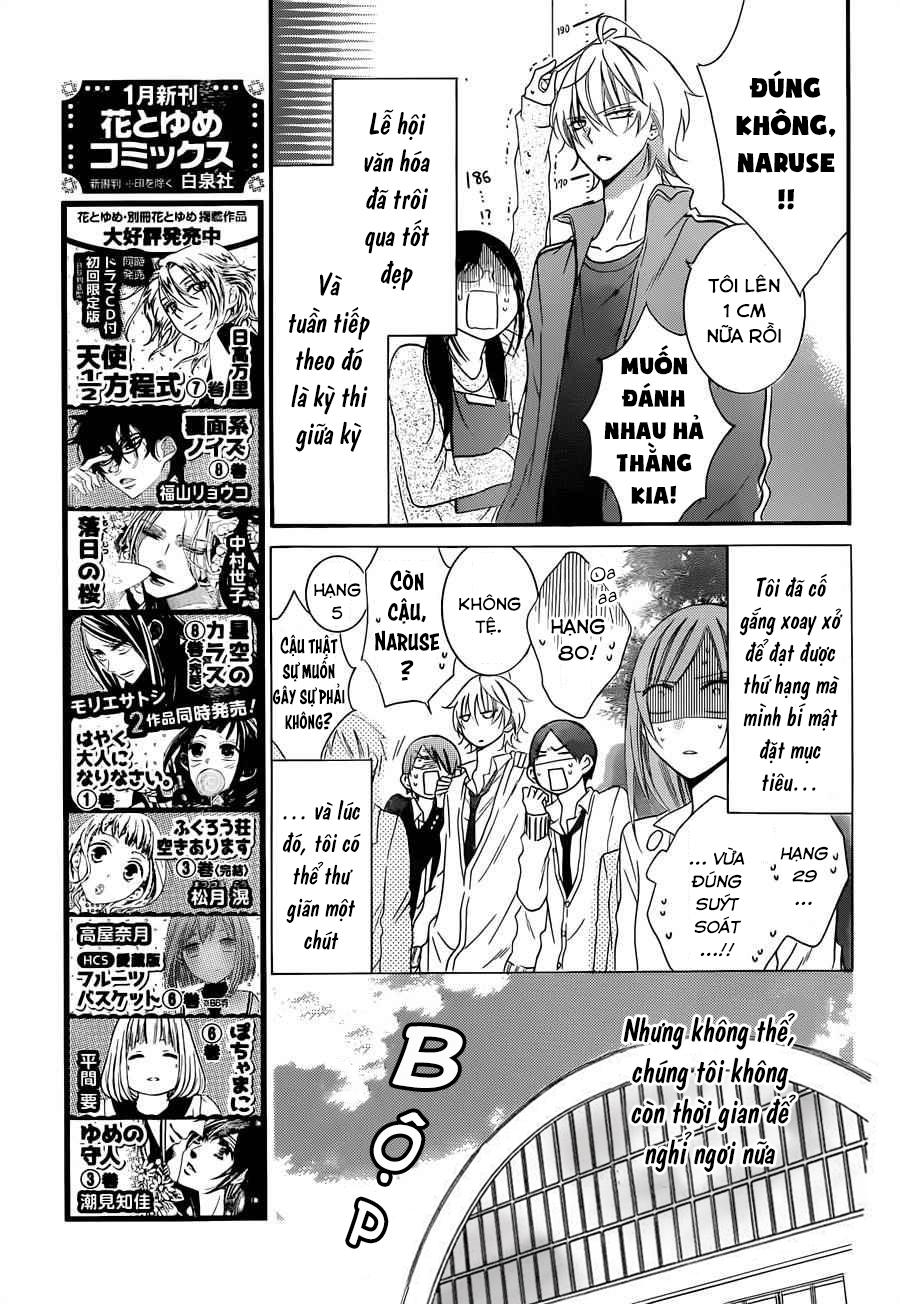 1月新刊
花とゆめ
コミックス
白泉社
花とゆめ・別冊花とゆめ 掲載作品
大好評発売中
同時発売
ドラマCD付
初回限定版
天使1/2方程式
⑦巻
日高万里
覆面系
ノイズ
⑧巻
福山リョウコ
落日の桜
中村世子
星空の
カラス
⑧巻(完結)
モリエサトシ
2作品同時発売!
はやく
大人に
なりなさい。
①巻
ふくろう荘
空きあります
③巻(完結)
松月 滉
高屋奈月
HCS 愛蔵版
フルーツ
バスケット⑥巻
ぽちゃまに
⑥巻
平間要
ゆめの
守人
③巻
潮見知佳
190
170
186
...!?
ĐÚNG
KHÔNG,
NARUSE
!!
TÔI LÊN
1 CM
NỮA RỒI
MUỐN
ĐÁNH
NHAU HẢ
THẰNG
KIA!
Lễ hội
văn hóa
đã trôi
qua tốt
đẹp
Và
tuần tiếp
theo đó
là kỳ thi
giữa kỳ
Tôi đã cố
gắng xoay xở
để đạt được
thứ hạng mà
mình bí mật
đặt mục
tiêu...
HẠNG
29
...
... VỪA
ĐÚNG
SUÝT
SOÁT
...!!
Oa
aa
HẠNG
80!
KHÔNG
TỆ.
CÒN
CẬU,
NARUSE
?
HẠNG
5
CẬU THẬT
SỰ MUỐN
GÂY SỰ PHẢI
KHÔNG?
... và lúc
đó, tôi có
thể thư
giãn một
chút
Nhưng không thể,
chúng tôi không
còn thời gian để
nghỉ ngơi nữa
BỘP